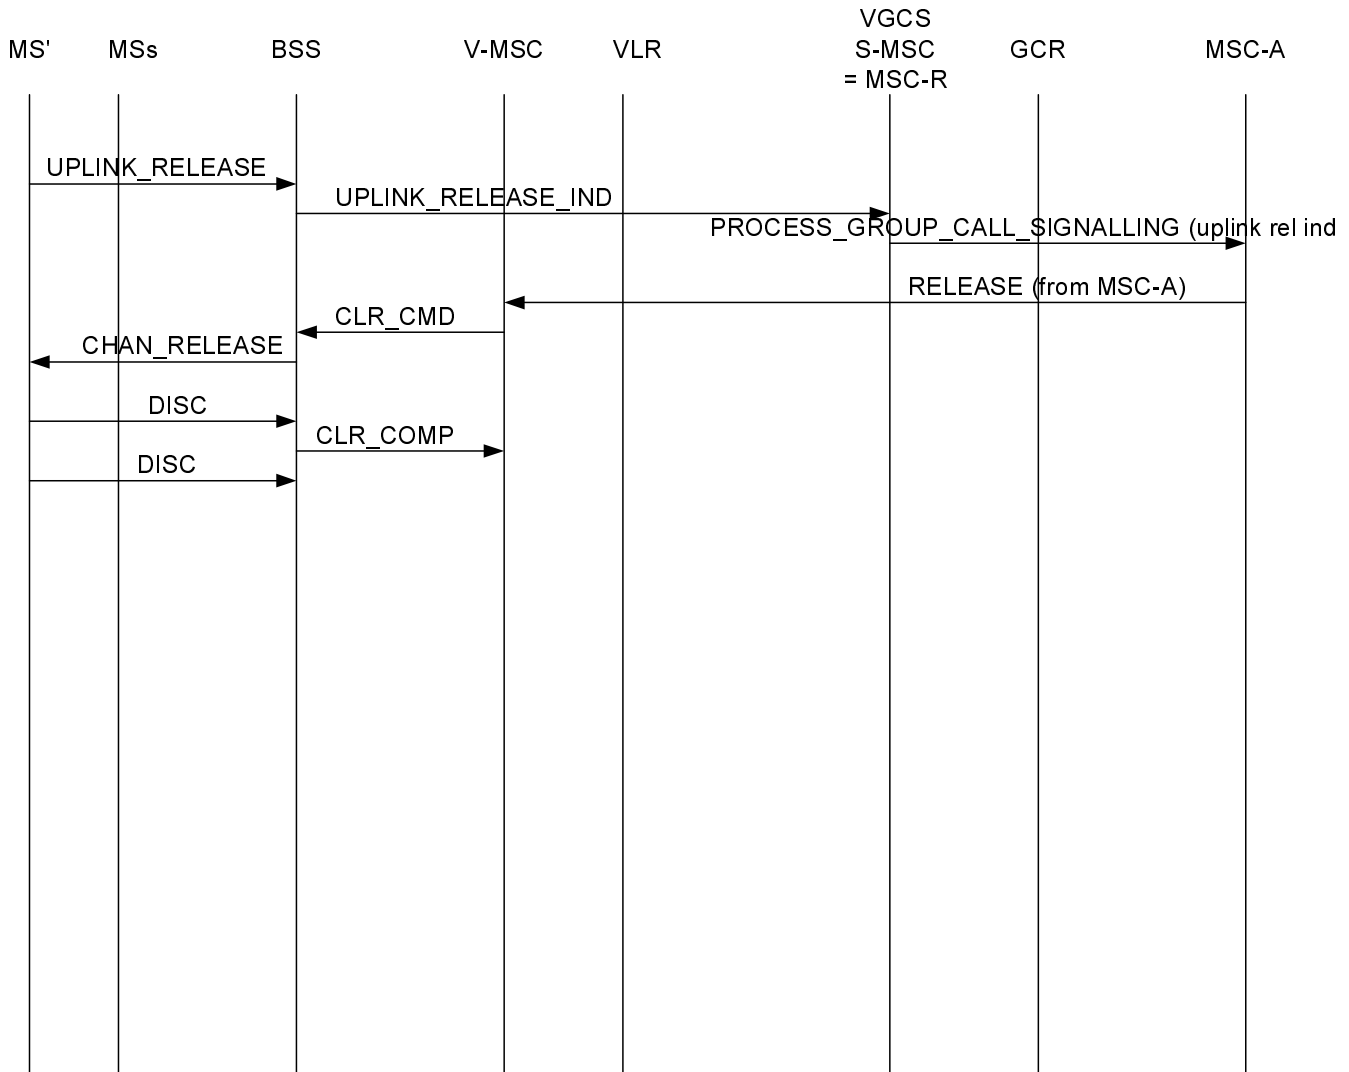 MS'
MSs
BSS
V-MSC
VLR
VGCS
S-MSC
= MSC-R
GCR
MSC-A
UPLINK_RELEASE
UPLINK_RELEASE_IND
PROCESS_GROUP_CALL_SIGNALLING (uplink rel ind
RELEASE (from MSC-A)
CLR_CMD
CHAN_RELEASE
DISC
CLR_COMP
DISC